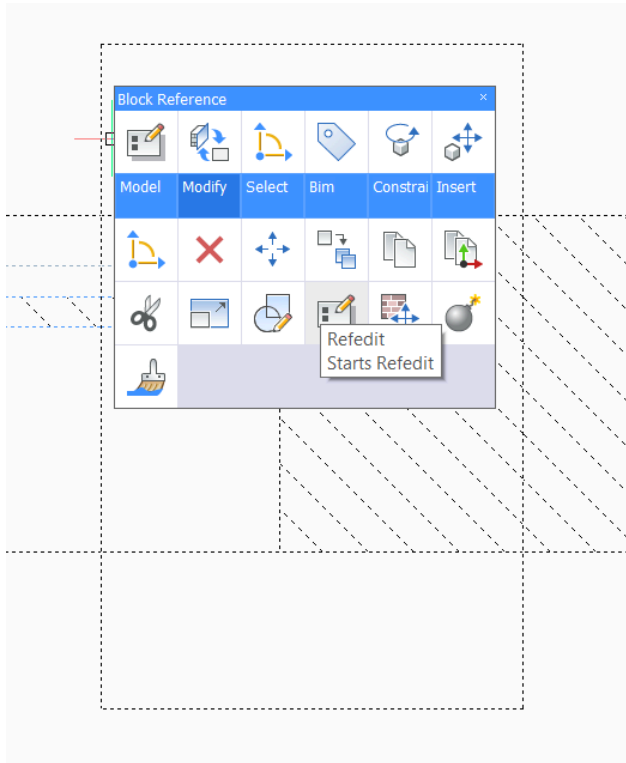 Block Reference
Model Modify Select Bim Constrai Insert
Refedit
Starts Refedit